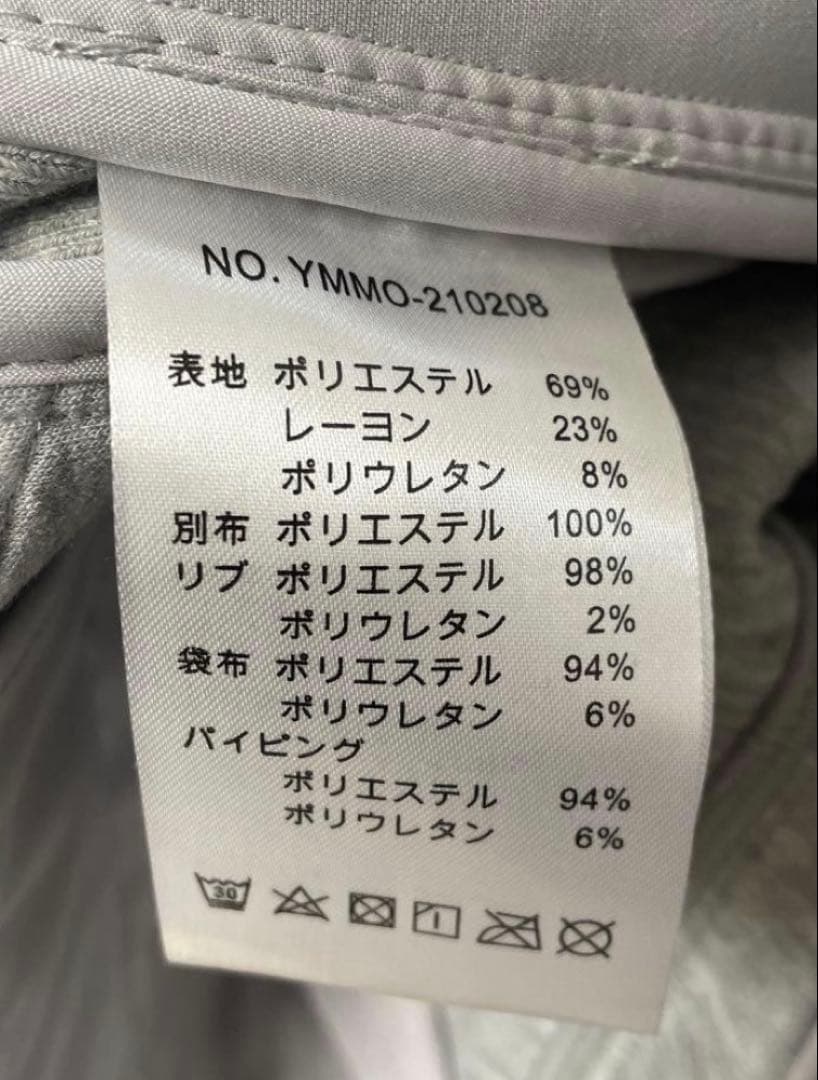 NO. YMMO-210208
表地 ポリエステル 69%
レーヨン 23%
ポリウレタン 8%
別布 ポリエステル 100%
リブ ポリエステル 98%
ポリウレタン 2%
袋布 ポリエステル 94%
ポリウレタン 6%
パイピング
ポリエステル 94%
ポリウレタン 6%
30